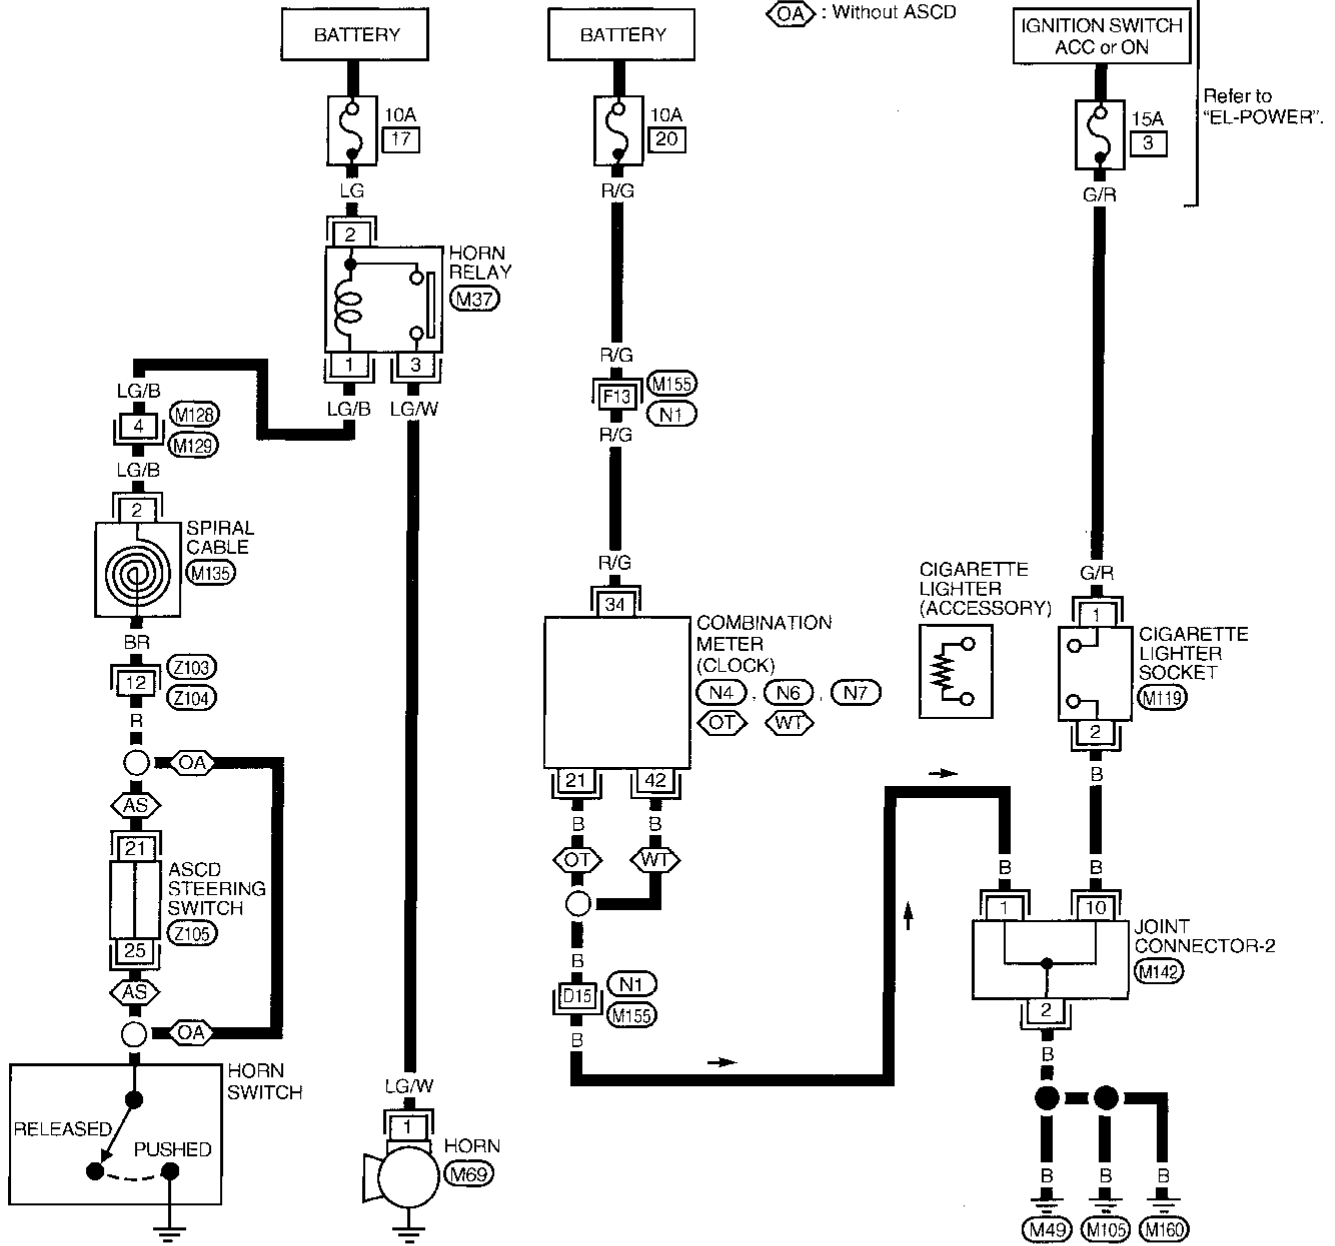 OA : Without ASCD
BATTERY
BATTERY
IGNITION SWITCH
ACC or ON
Refer to
"EL-POWER".
10A
17
10A
20
15A
3
LG
R/G
G/R
2
HORN
RELAY
M37
1
3
LG/B
LG/W
LG/B
4
M128
M129
LG/B
2
SPIRAL
CABLE
M135
BR
12
Z103
Z104
R
OA
AS
21
ASCD
STEERING
SWITCH
Z105
25
AS
OA
HORN
SWITCH
RELEASED
PUSHED
LG/W
1
HORN
M69
R/G
F13
M155
N1
R/G
R/G
34
COMBINATION
METER
(CLOCK)
N4 , N6 , N7
OT WT
21
42
B
B
OT
WT
B
D15
N1
M155
B
CIGARETTE
LIGHTER
(ACCESSORY)
G/R
1
CIGARETTE
LIGHTER
SOCKET
M119
2
B
B
B
1
10
JOINT
CONNECTOR-2
M142
2
B
B
B
B
M49
M105
M160